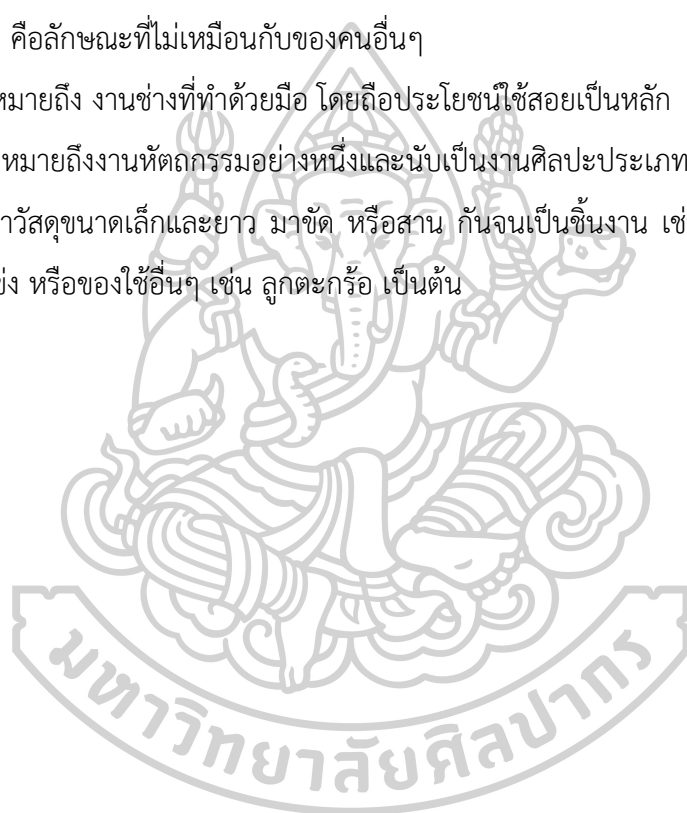 คือลักษณะที่ไม่เหมือนกับของคนอื่นๆ
หมายถึง งานช่างที่ทำด้วยมือ โดยถือประโยชน์ใช้สอยเป็นหลัก
หมายถึงงานหัตถกรรมอย่างหนึ่งและนับเป็นงานศิลปะประเภท
วัสดุขนาดเล็กและยาว มาขัด หรือสาน กันจนเป็นชิ้นงาน
หรือของใช้อื่นๆ เช่น ลูกตะกร้อ เป็นต้น
มหาวิทยาลัยศิลปากร